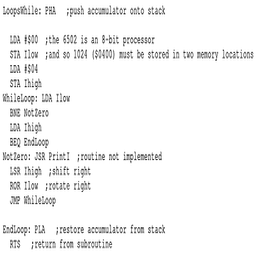 LoopsWhile: PHA ;push accumulator onto stack
LDA #$00 ;the 6502 is an 8-bit processor
STA Ilow ;and so 1024 ($0400) must be stored in two memory locations
LDA #$04
STA Ihigh
WhileLoop: LDA Ilow
BNE NotZero
LDA Ihigh
BEQ EndLoop
NotZero: JSR PrintI ;routine not implemented
LSR Ihigh ;shift right
ROR Ilow ;rotate right
JMP WhileLoop
EndLoop: PLA ;restore accumulator from stack
RTS ;return from subroutine